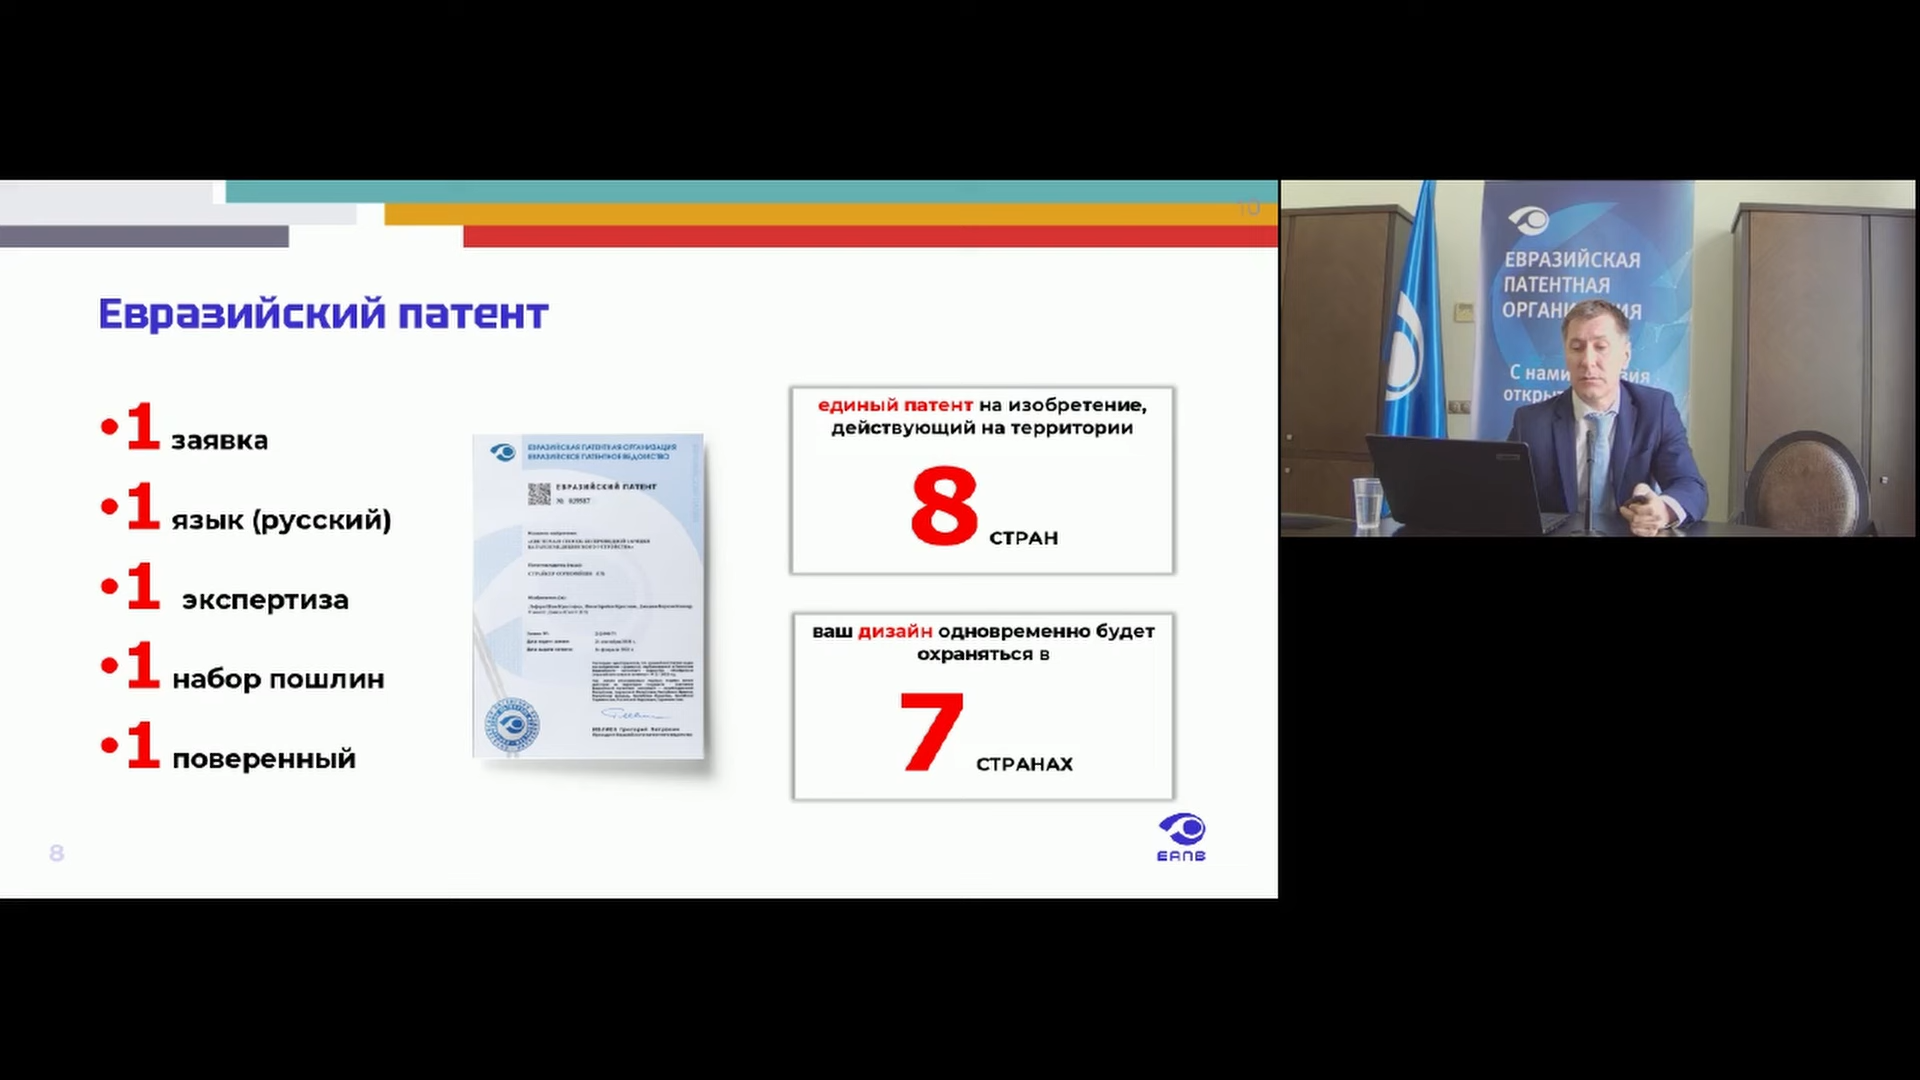 10
Евразийский патент
•1 заявка
•1 язык (русский)
•1 экспертиза
•1 набор пошлин
•1 поверенный
ЕВРАЗИЙСКАЯ ПАТЕНТНАЯ ОРГАНИЗАЦИЯ
ЕВРАЗИЙСКОЕ ПАТЕНТНОЕ ВЕДОМСТВО
ЕВРАЗИЙСКИЙ ПАТЕНТ
единый патент на изобретение,
действующий на территории
8 СТРАН
ваш дизайн одновременно будет
охраняться в
7 СТРАНАХ
ЕАПВ
8
ЕВРАЗИЙСКАЯ
ПАТЕНТНАЯ
С нами